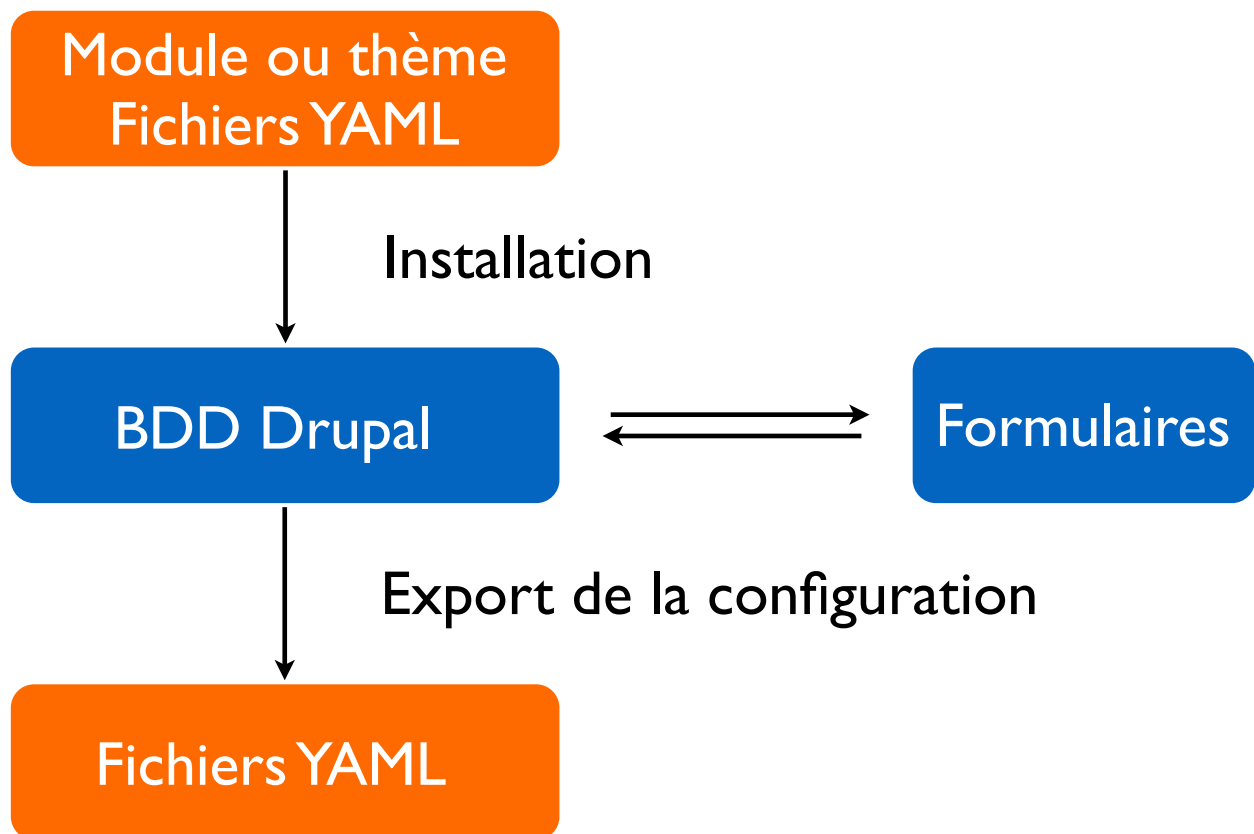 Module ou thème
Fichiers YAML
Installation
BDD Drupal
Formulaires
Export de la configuration
Fichiers YAML